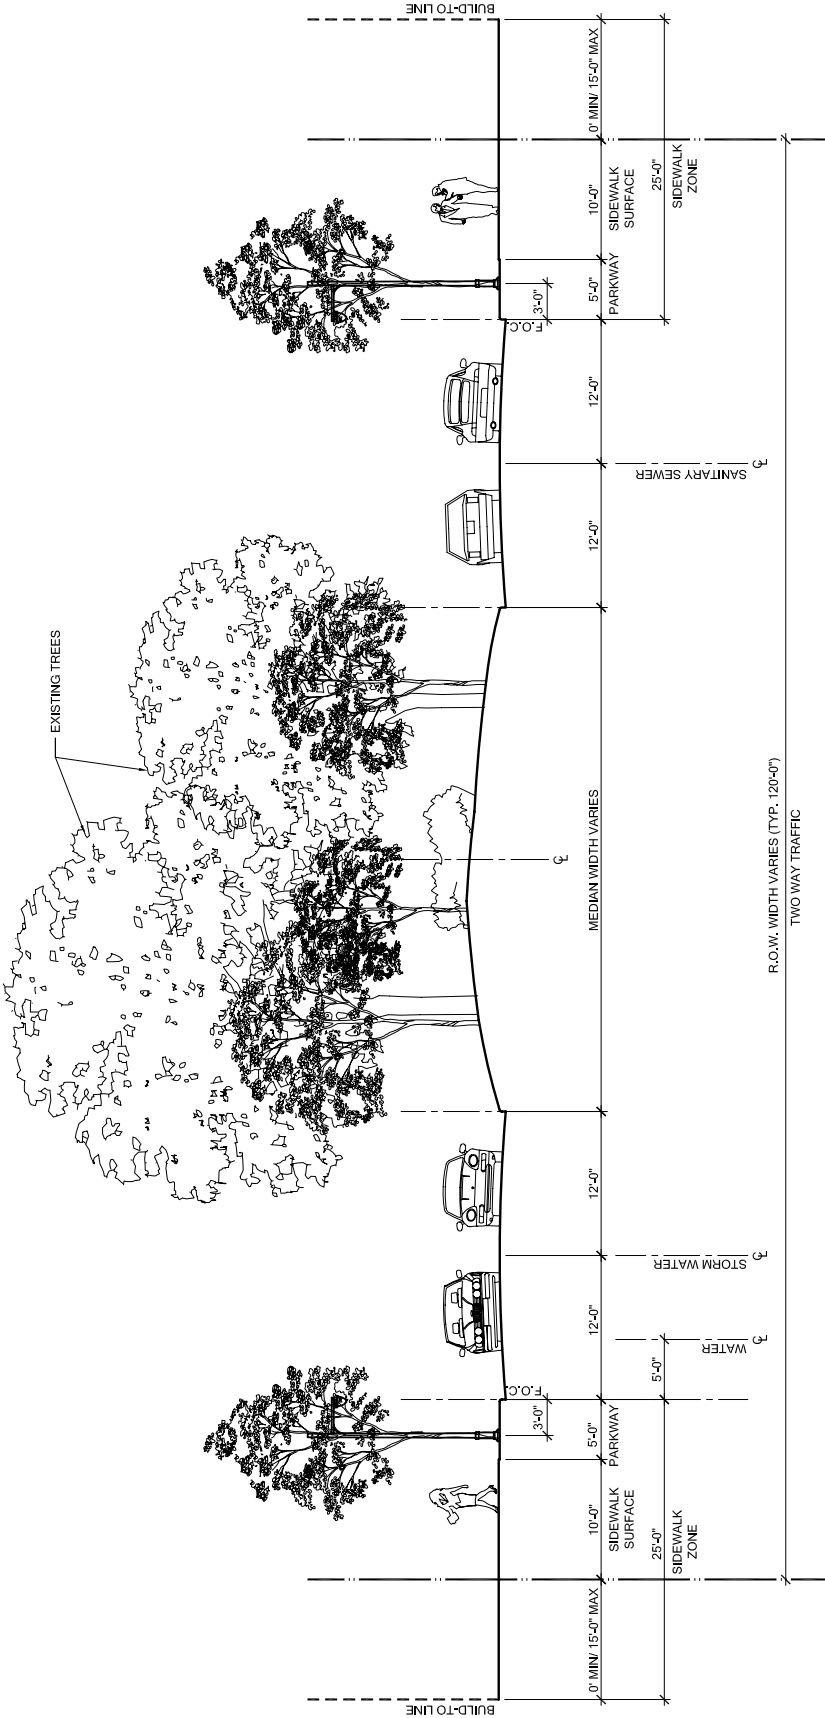 EXISTING TREES
BUILD-TO LINE
BUILD-TO LINE
0' MIN/ 15'-0" MAX
10'-0"
SIDEWALK
SURFACE
5'-0"
PARKWAY
3'-0"
F.O.C.
12'-0"
12'-0"
MEDIAN WIDTH VARIES
C
L
12'-0"
12'-0"
F.O.C.
3'-0"
5'-0"
PARKWAY
10'-0"
SIDEWALK
SURFACE
0' MIN/ 15'-0" MAX
25'-0"
SIDEWALK
ZONE
5'-0"
WATER
C
L
STORM WATER
C
L
SANITARY SEWER
C
L
25'-0"
SIDEWALK
ZONE
R.O.W. WIDTH VARIES (TYP. 120'-0")
TWO WAY TRAFFIC